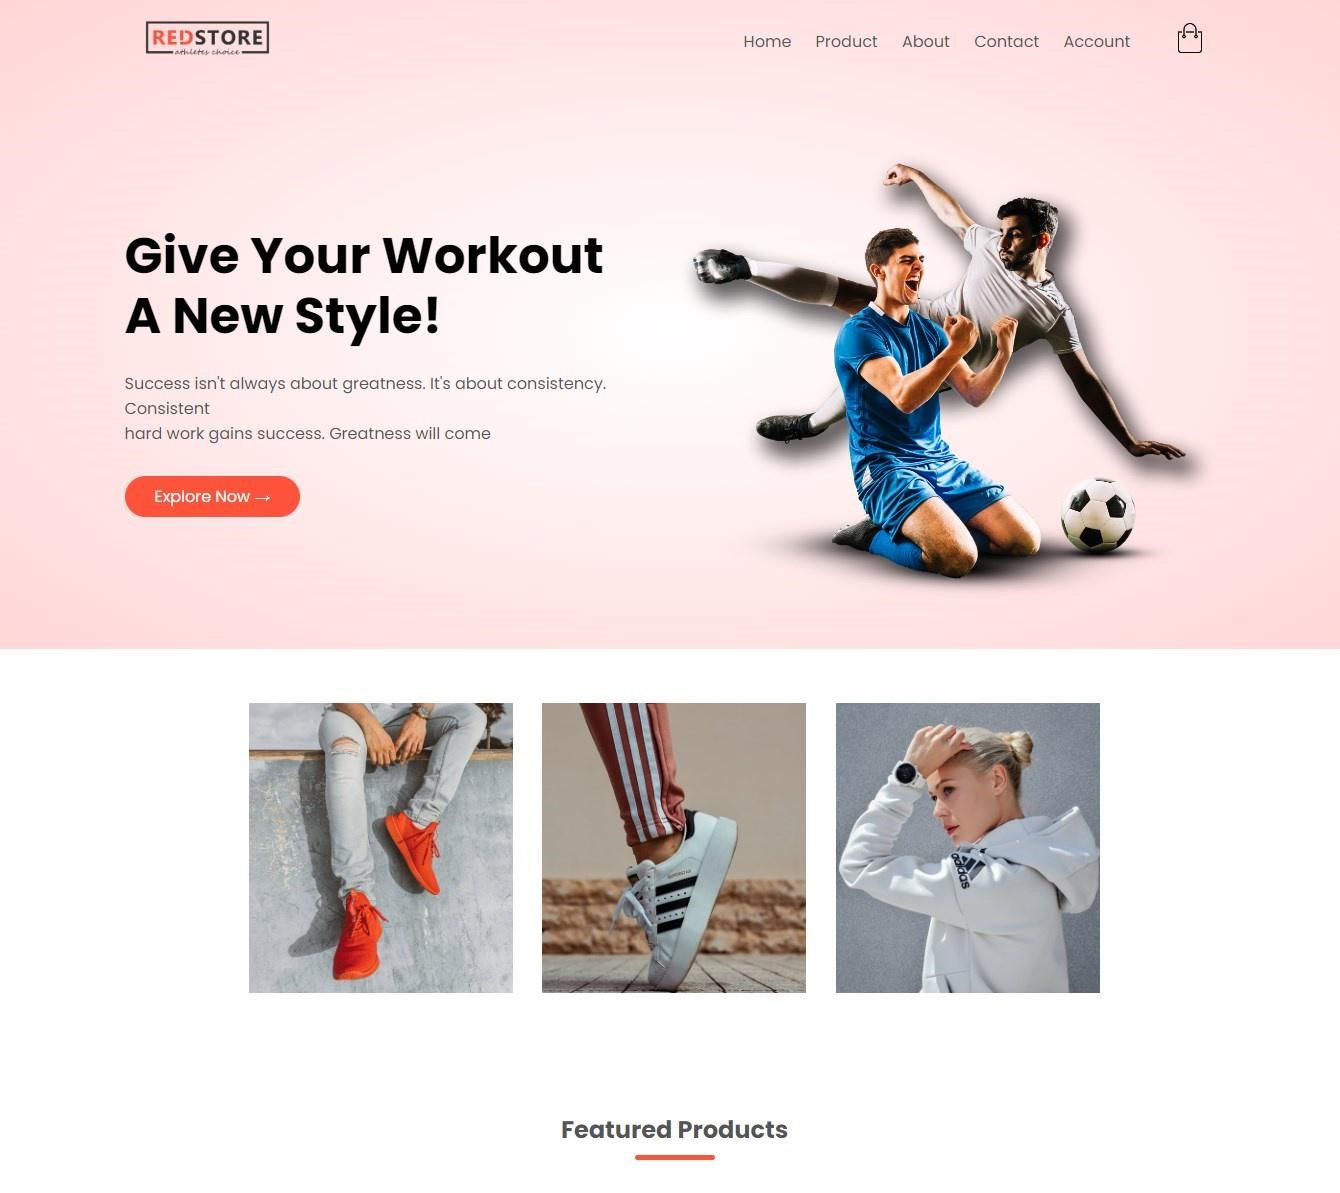 REDSTORE
athletes choice
Home Product About Contact Account
Give Your Workout
A New Style!
Success isn't always about greatness. It's about consistency.
Consistent
hard work gains success. Greatness will come
Explore Now →
adidas
Featured Products